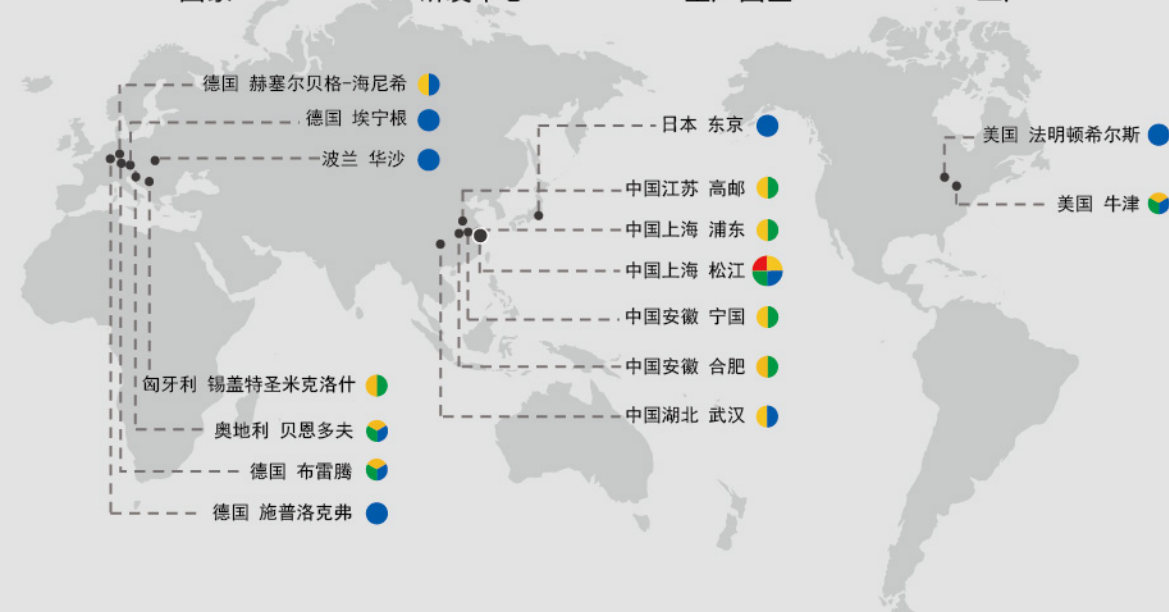 德国 赫塞尔贝格-海尼希
德国 埃宁根
波兰 华沙
日本 东京
美国 法明顿希尔斯
中国江苏 高邮
美国 牛津
中国上海 浦东
中国上海 松江
中国安徽 宁国
中国安徽 合肥
匈牙利 锡盖特圣米克洛什
中国湖北 武汉
奥地利 贝恩多夫
德国 布雷腾
德国 施普洛克弗